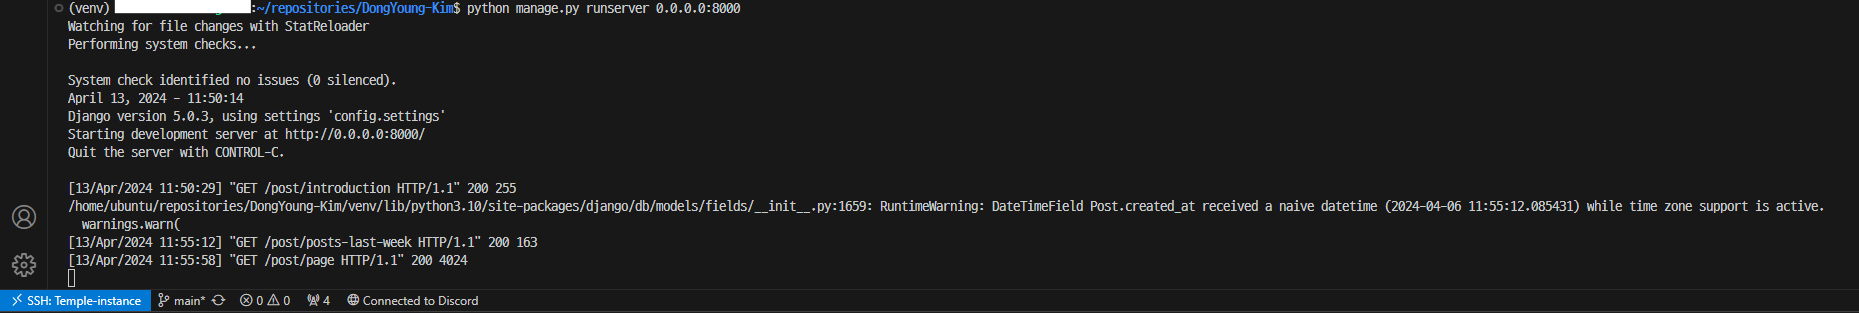 (venv) :~/repositories/DongYoung-Kim$ python manage.py runserver 0.0.0.0:8000
Watching for file changes with StatReloader
Performing system checks...
System check identified no issues (0 silenced).
April 13, 2024 - 11:50:14
Django version 5.0.3, using settings 'config.settings'
Starting development server at http://0.0.0.0:8000/
Quit the server with CONTROL-C.
[13/Apr/2024 11:50:29] "GET /post/introduction HTTP/1.1" 200 255
/home/ubuntu/repositories/DongYoung-Kim/venv/lib/python3.10/site-packages/django/db/models/fields/__init__.py:1659: RuntimeWarning: DateTimeField Post.created_at received a naive datetime (2024-04-06 11:55:12.085431) while time zone support is active.
  warnings.warn(
[13/Apr/2024 11:55:12] "GET /post/posts-last-week HTTP/1.1" 200 163
[13/Apr/2024 11:55:58] "GET /post/page HTTP/1.1" 200 4024
SSH: Temple-instance main* 0 0 4 Connected to Discord